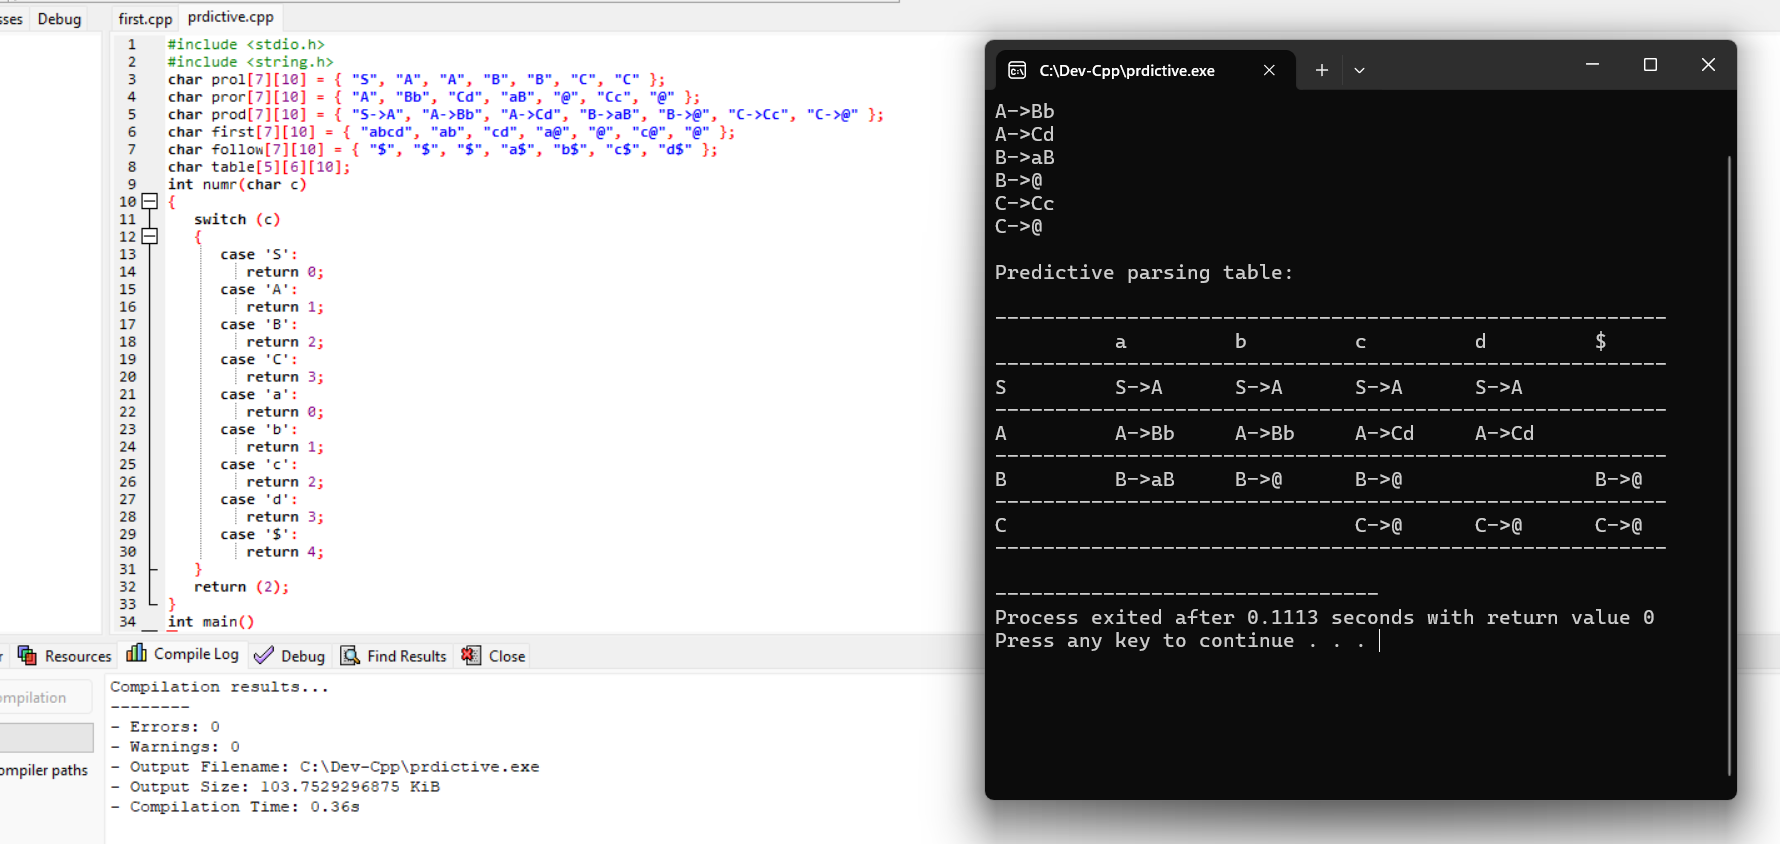 sses Debug first.cpp prdictive.cpp
1 #include <stdio.h>
2 #include <string.h>
3 char prol[7][10] = { "S", "A", "A", "B", "B", "C", "C" };
4 char pror[7][10] = { "A", "Bb", "Cd", "aB", "@", "Cc", "@" };
5 char prod[7][10] = { "S->A", "A->Bb", "A->Cd", "B->aB", "B->@", "C->Cc", "C->@" };
6 char first[7][10] = { "abcd", "ab", "cd", "a@", "@", "c@", "@" };
7 char follow[7][10] = { "$", "$", "$", "a$", "b$", "c$", "d$" };
8 char table[5][6][10];
9 int numr(char c)
10 {
11 switch (c)
12 {
13 case 'S':
14 return 0;
15 case 'A':
16 return 1;
17 case 'B':
18 return 2;
19 case 'C':
20 return 3;
21 case 'a':
22 return 0;
23 case 'b':
24 return 1;
25 case 'c':
26 return 2;
27 case 'd':
28 return 3;
29 case '$':
30 return 4;
31 }
32 return (2);
33 }
34 int main()
r Resources Compile Log Debug Find Results Close
ompilation
ompiler paths
Compilation results...
--------
- Errors: 0
- Warnings: 0
- Output Filename: C:\Dev-Cpp\prdictive.exe
- Output Size: 103.7529296875 KiB
- Compilation Time: 0.36s
C:\Dev-Cpp\prdictive.exe
A->Bb
A->Cd
B->aB
B->@
C->Cc
C->@
Predictive parsing table:
--------------------------------------------------------
a b c d $
--------------------------------------------------------
S S->A S->A S->A S->A
--------------------------------------------------------
A A->Bb A->Bb A->Cd A->Cd
--------------------------------------------------------
B B->aB B->@ B->@ B->@
--------------------------------------------------------
C C->@ C->@ C->@
--------------------------------------------------------
--------------------------------
Process exited after 0.1113 seconds with return value 0
Press any key to continue . . .